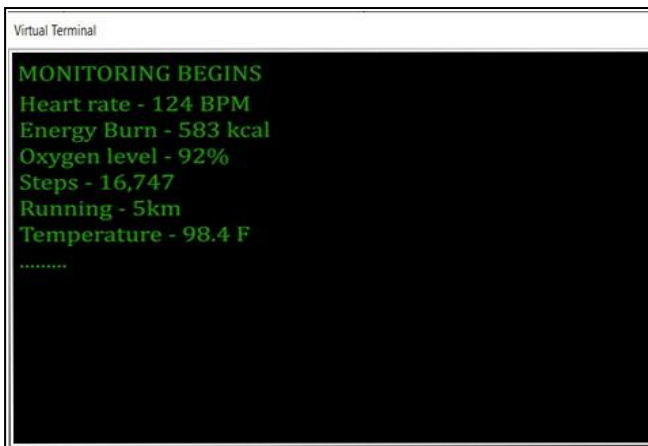 Virtual Terminal
MONITORING BEGINS
Heart rate - 124 BPM
Energy Burn - 583 kcal
Oxygen level - 92%
Steps - 16,747
Running - 5km
Temperature - 98.4 F
.........